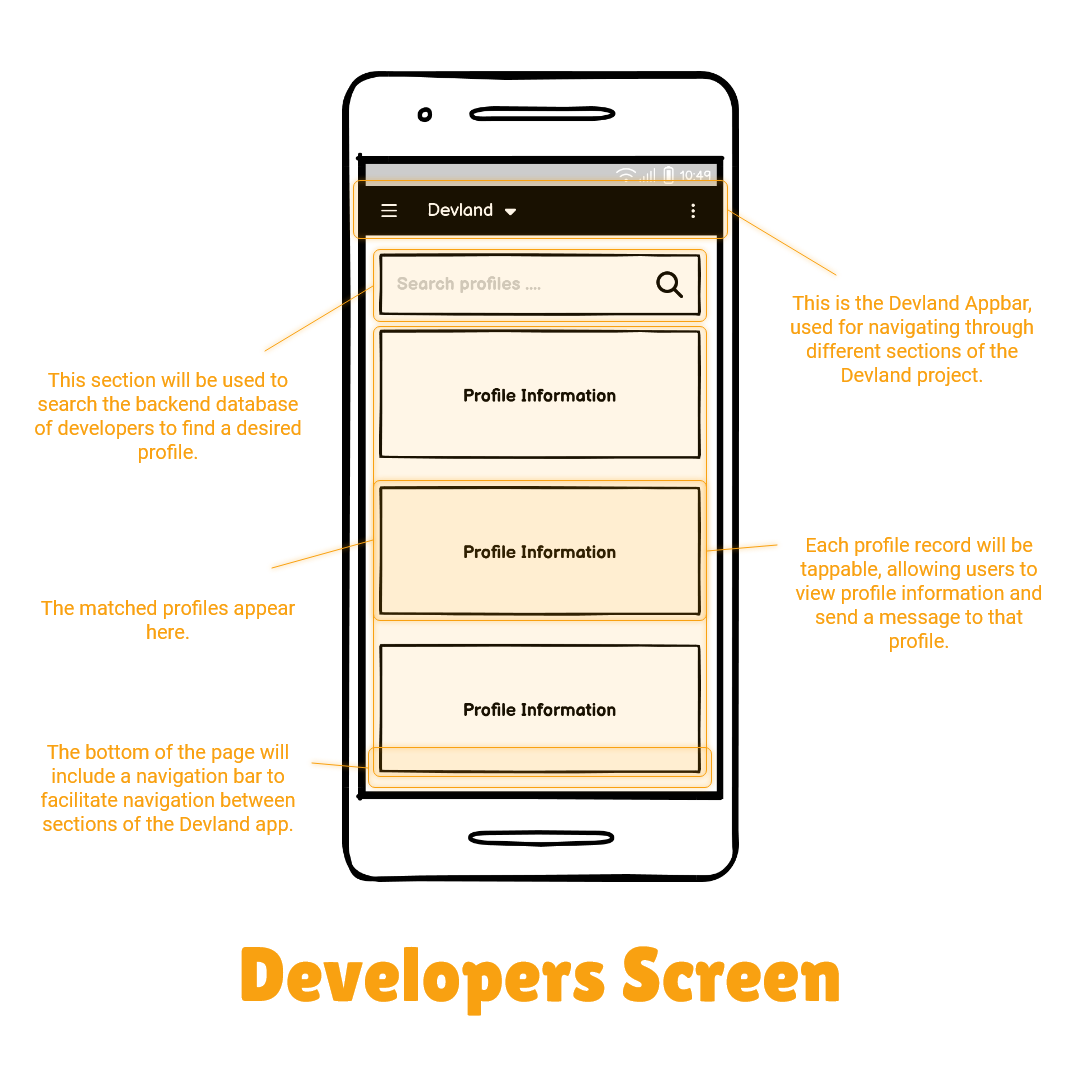 10:49
Devland
Search profiles ....
This is the Devland Appbar,
used for navigating through
different sections of the
Devland project.
This section will be used to
search the backend database
of developers to find a desired
profile.
Profile Information
Profile Information
Each profile record will be
tappable, allowing users to
view profile information and
send a message to that
profile.
The matched profiles appear
here.
Profile Information
The bottom of the page will
include a navigation bar to
facilitate navigation between
sections of the Devland app.
Developers Screen